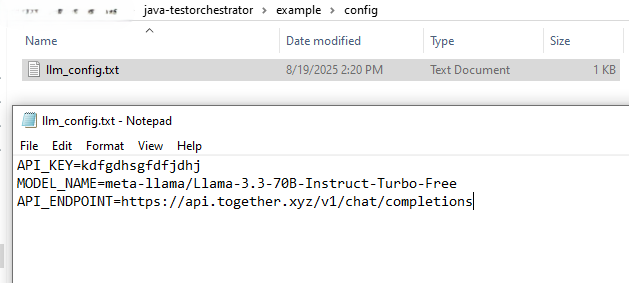 java-testorchestrator > example > config
Name Date modified Type Size
llm_config.txt 8/19/2025 2:20 PM Text Document 1 KB
llm_config.txt - Notepad
File Edit Format View Help
API_KEY=kdfgdhsgfdfjdhj
MODEL_NAME=meta-llama/Llama-3.3-70B-Instruct-Turbo-Free
API_ENDPOINT=https://api.together.xyz/v1/chat/completions